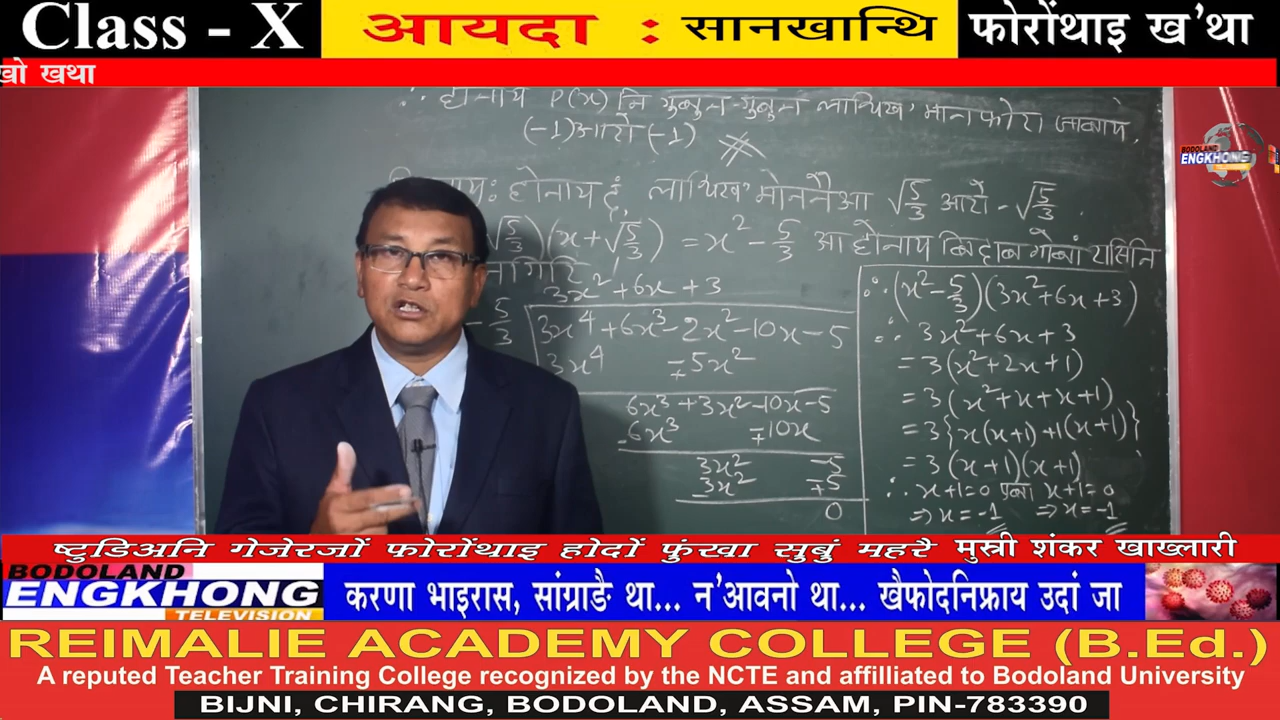 Class - X
आयदा : सानखान्थि
फोरोंथाइ ख'था
खो खथा
∴ होनाय P(x) नि गुबुन-गुबुन लाथिख' मानफोरा जाबाय
(-1) आरो (-1)
BODOLAND
ENGKHONG
होनाय दं, लाथिख' मोननैआ √5/3 आरो -√5/3 .
√5/3)(x+√5/3) = x² - 5/3 आ होनाय बिदाब गोबां रासिनि
3x²+6x+3
- 5/3
3x⁴+6x³-2x²-10x-5
3x⁴ ∓5x²
6x³+3x²-10x-5
-6x³ ∓10x
3x² -5
-3x² ∓5
0
∴ (x²-5/3)(3x²+6x+3)
∴ 3x²+6x+3
=3(x²+2x+1)
=3(x²+x+x+1)
=3{x(x+1)+1(x+1)}
=3(x+1)(x+1)
∴ x+1=0 एबा x+1=0
⇒x=-1 ⇒x=-1
ष्टुडिअनि गेजेरजों फोरोंथाइ होदों फुंखा सुबुं महरै मुस्री शंकर खाख्लारी
BODOLAND
ENGKHONG
TELEVISION
करणा भाइरास, सांग्राङै था... न'आवनो था... खैफोदनिफ्राय उदां जा
REIMALIE ACADEMY COLLEGE (B.Ed.)
A reputed Teacher Training College recognized by the NCTE and affilliated to Bodoland University
BIJNI, CHIRANG, BODOLAND, ASSAM, PIN-783390